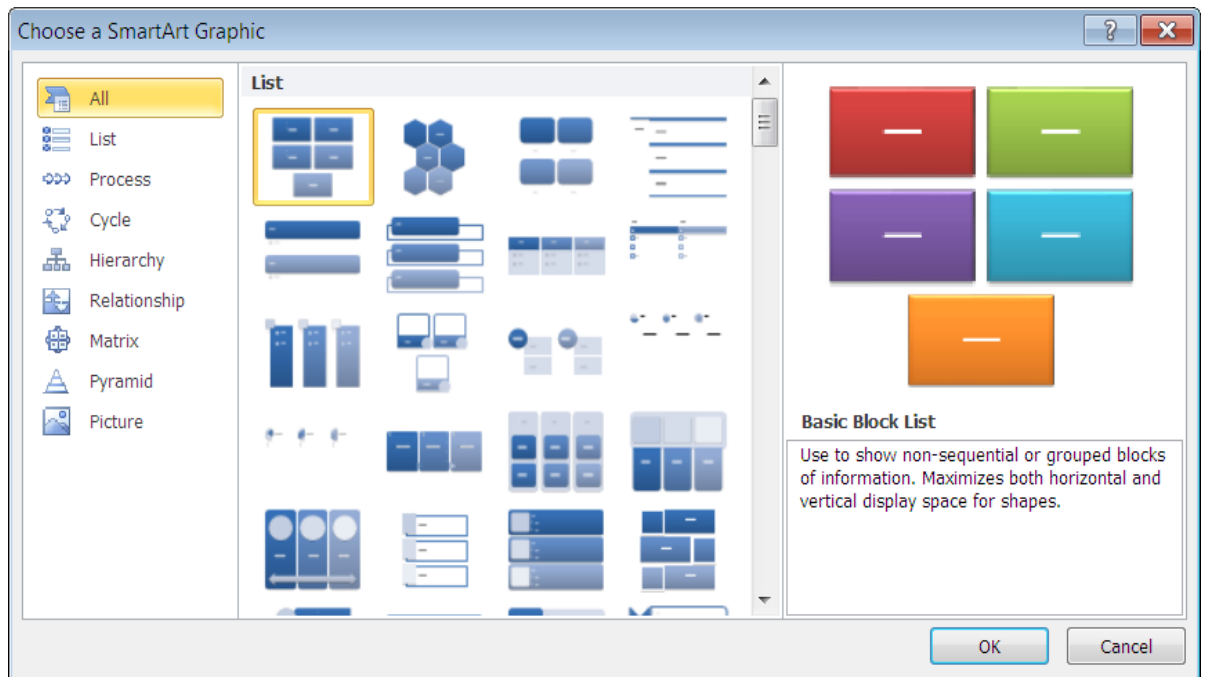 Choose a SmartArt Graphic
All
List
Process
Cycle
Hierarchy
Relationship
Matrix
Pyramid
Picture
List
Basic Block List
Use to show non-sequential or grouped blocks
of information. Maximizes both horizontal and
vertical display space for shapes.
OK
Cancel